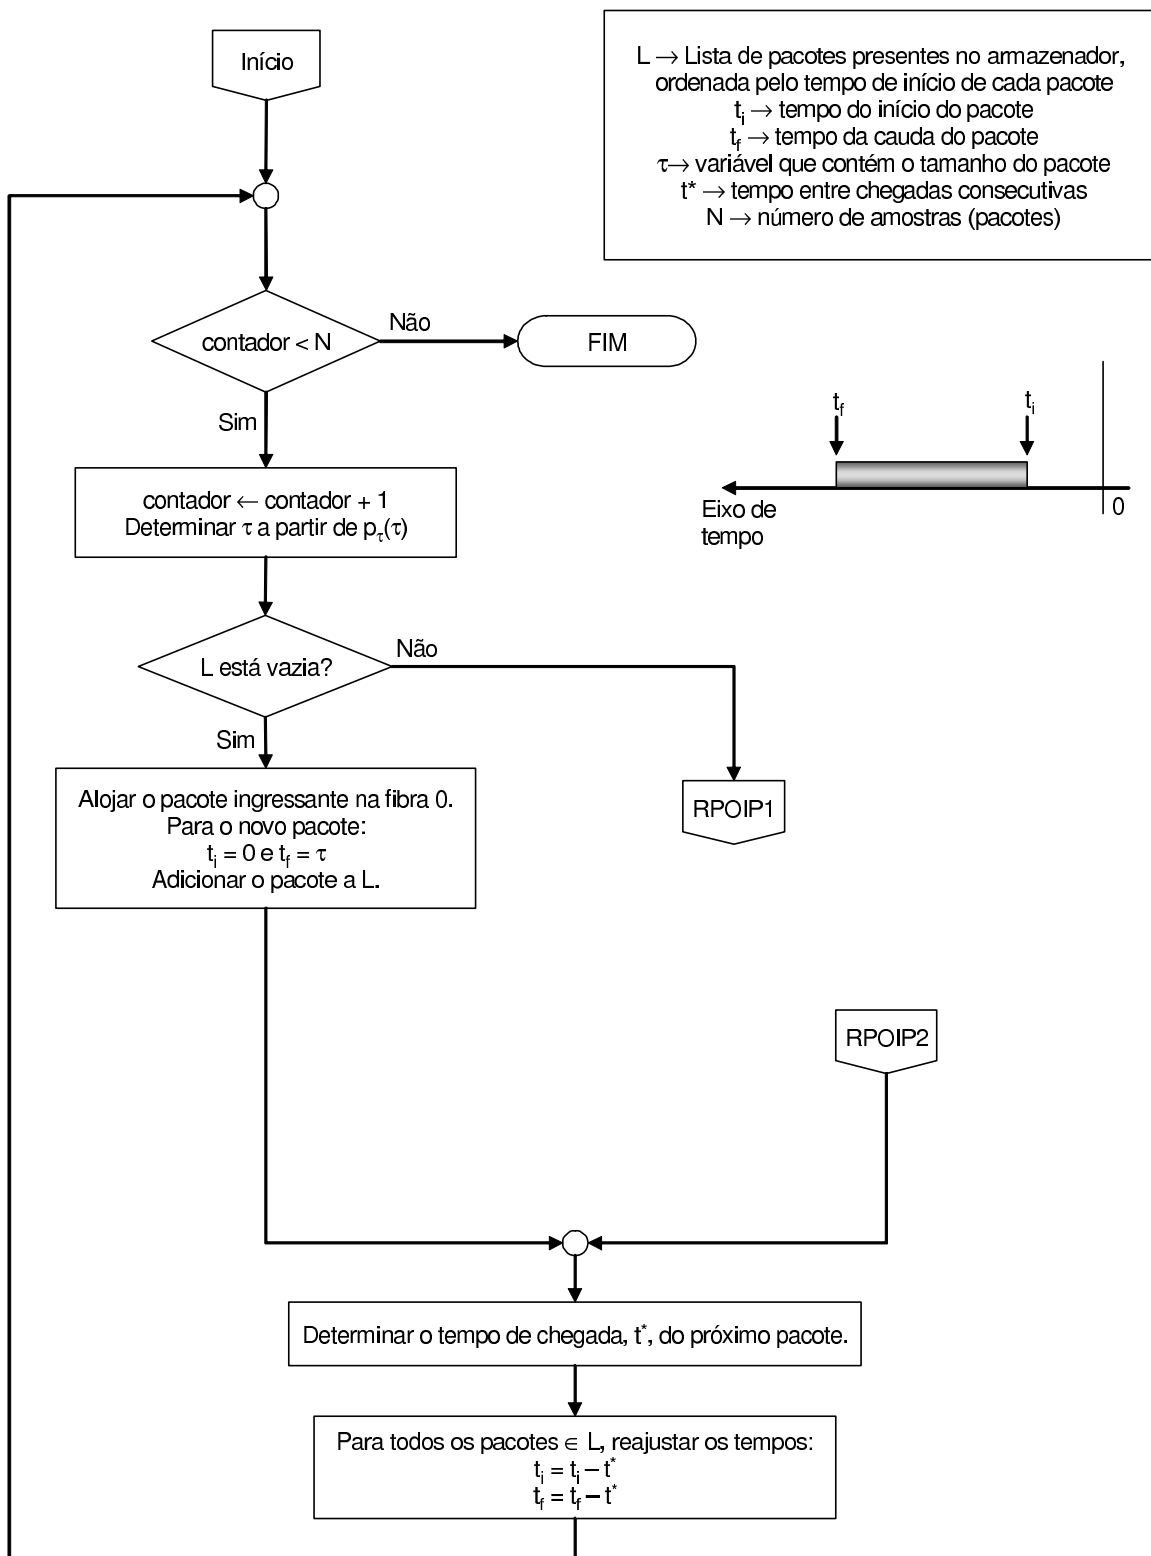 Início
L → Lista de pacotes presentes no armazenador,
ordenada pelo tempo de início de cada pacote
tᵢ → tempo do início do pacote
t_f → tempo da cauda do pacote
τ→ variável que contém o tamanho do pacote
t* → tempo entre chegadas consecutivas
N → número de amostras (pacotes)
contador < N
Não
FIM
Sim
t_f
tᵢ
Eixo de
tempo
0
contador ← contador + 1
Determinar τ a partir de p_τ(τ)
L está vazia?
Não
Sim
RPOIP1
Alojar o pacote ingressante na fibra 0.
Para o novo pacote:
tᵢ = 0 e t_f = τ
Adicionar o pacote a L.
RPOIP2
Determinar o tempo de chegada, t*, do próximo pacote.
Para todos os pacotes ∈ L, reajustar os tempos:
tᵢ = tᵢ – t*
t_f = t_f – t*